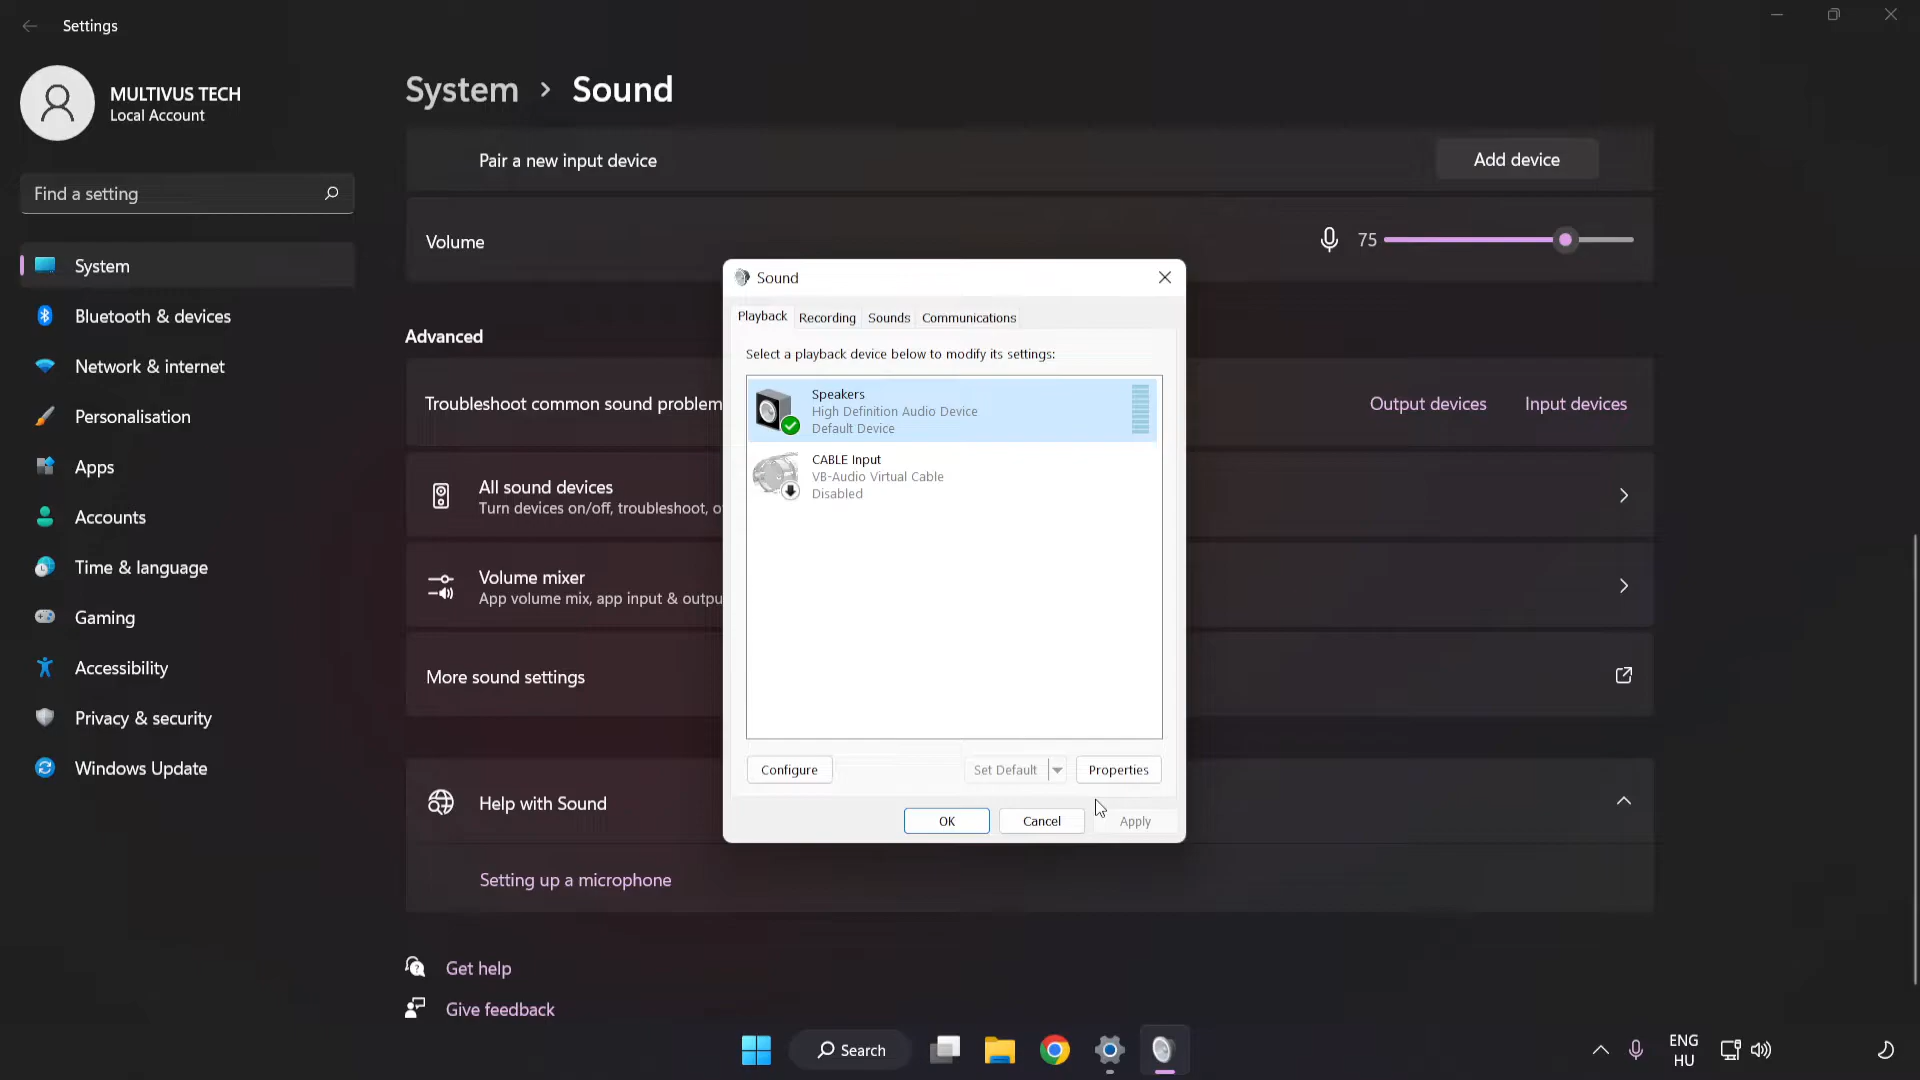 Settings
MULTIVUS TECH
Local Account
Find a setting
System
Bluetooth & devices
Network & internet
Personalisation
Apps
Accounts
Time & language
Gaming
Accessibility
Privacy & security
Windows Update
System > Sound
Pair a new input device
Add device
Volume
75
Advanced
Troubleshoot common sound problem
Output devices
Input devices
All sound devices
Turn devices on/off, troubleshoot, o
Volume mixer
App volume mix, app input & outpu
More sound settings
Help with Sound
Setting up a microphone
Get help
Give feedback
Sound
Playback
Recording
Sounds
Communications
Select a playback device below to modify its settings:
Speakers
High Definition Audio Device
Default Device
CABLE Input
VB-Audio Virtual Cable
Disabled
Configure
Set Default
Properties
OK
Cancel
Apply
Search
ENG
HU